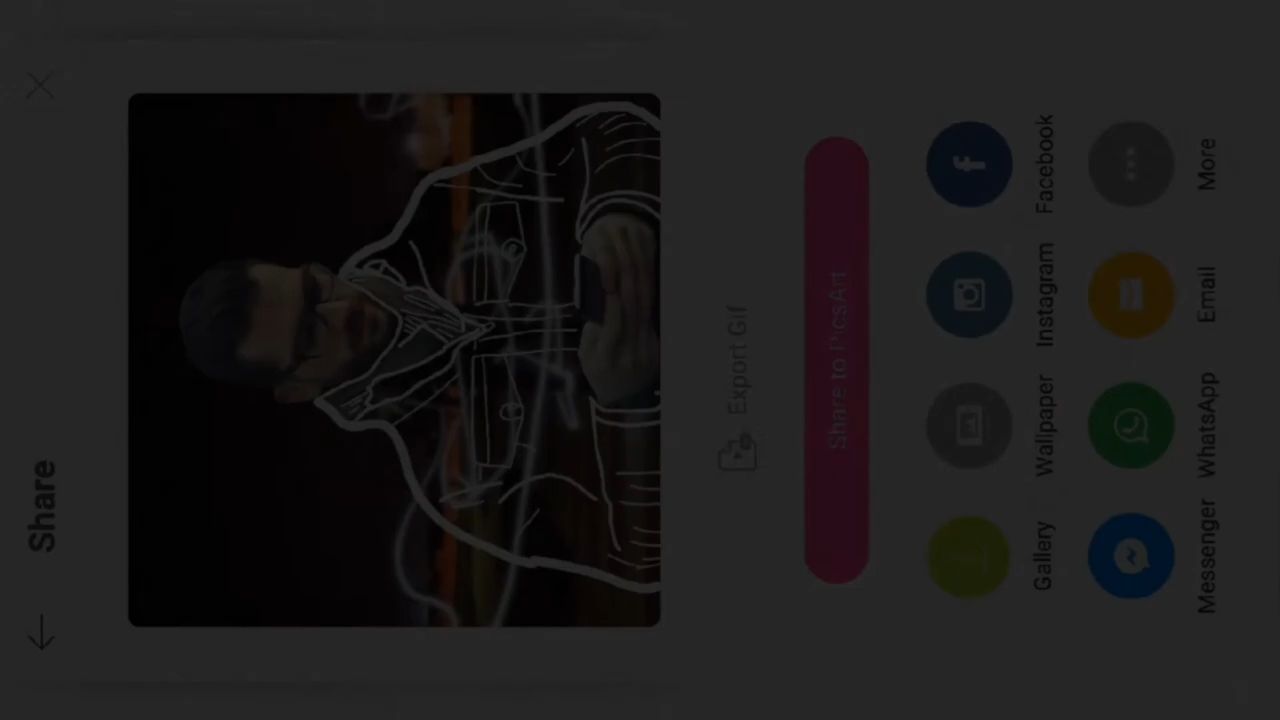 Share
Export Gif
Share to PicsArt
Gallery
Wallpaper
Instagram
Facebook
Messenger
WhatsApp
Email
More